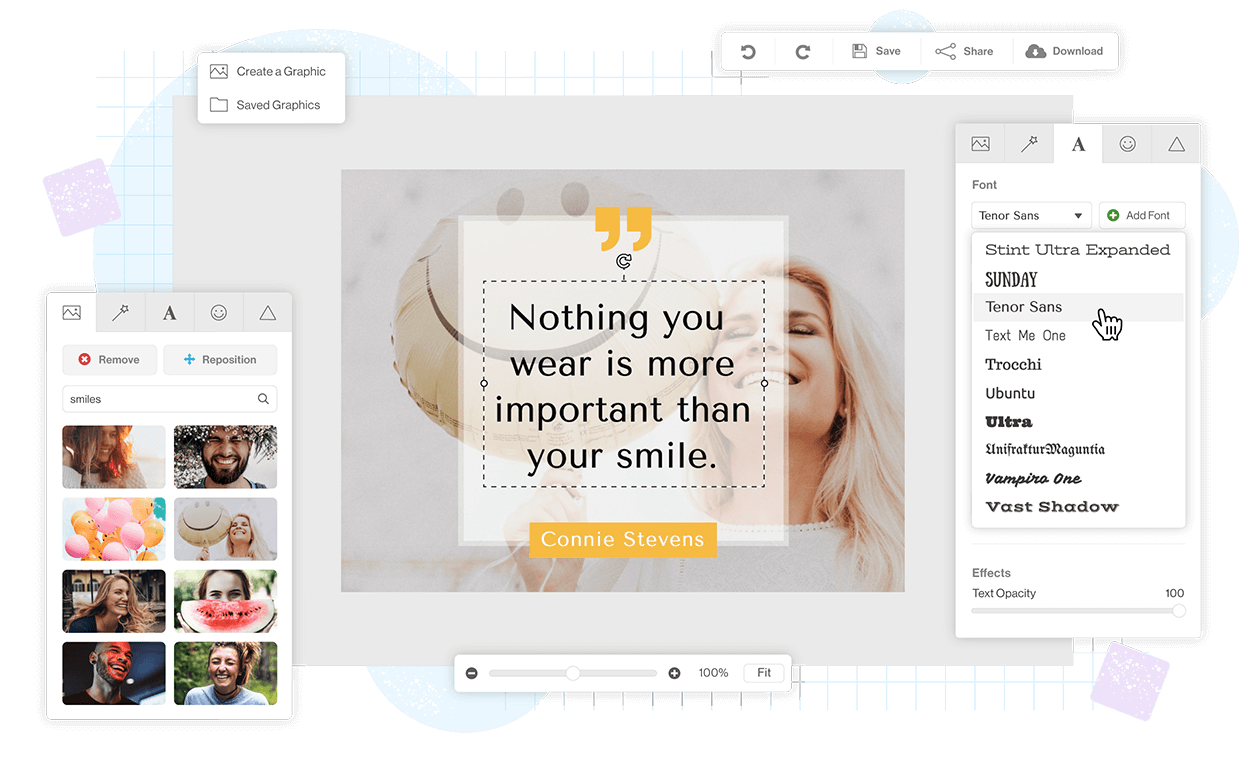 Create a Graphic
Saved Graphics
Save
Share
Download
Remove
Reposition
smiles
Nothing you
wear is more
important than
your smile.
Connie Stevens
100%
Fit
A
A
Font
Tenor Sans
Add Font
Stint Ultra Expanded
SUNDAY
Tenor Sans
Text Me One
Trocchi
Ubuntu
Ultra
UnifrakturMaguntia
Vampiro One
Vast Shadow
Effects
Text Opacity
100